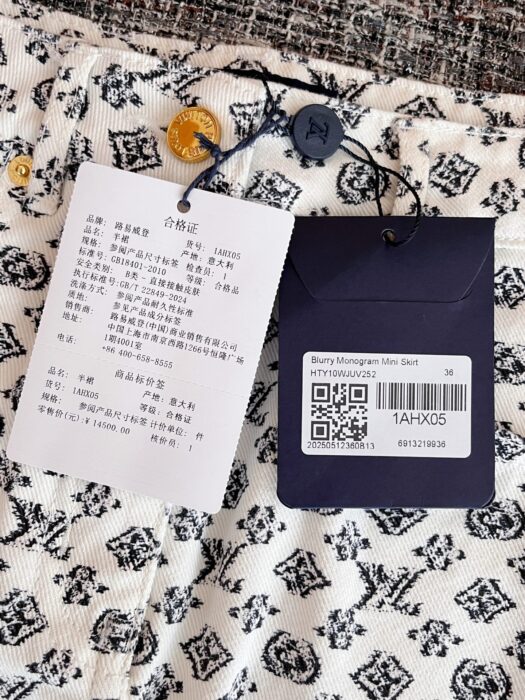 合格证
品牌: 路易威登 货号: 1AHX05
品名: 半裙 产地: 意大利
规格: 参阅产品尺寸标签 检查员: 1
标准号: GB18401-2010 等级: 合格品
安全类别: B类-直接接触皮肤
执行标准号: GB/T 22849-2024
洗涤方式: 参阅产品耐久性标准
质地: 参见产品成分标签
销售商: 路易威登(中国)商业销售有限公司
地址: 中国上海市南京西路1266号恒隆广场
1期4001室
电话: +86 400-658-8555
商品标价签
品名: 半裙 产地: 意大利
货号: 1AHX05 等级: 合格证
规格: 参阅产品尺寸标签 计价单位: 件
零售价(元): ¥ 14500.00 核价员: 1
LV
Blurry Monogram Mini Skirt
HTY10WJUV252 36
1AHX05
20250512360813 6913219936